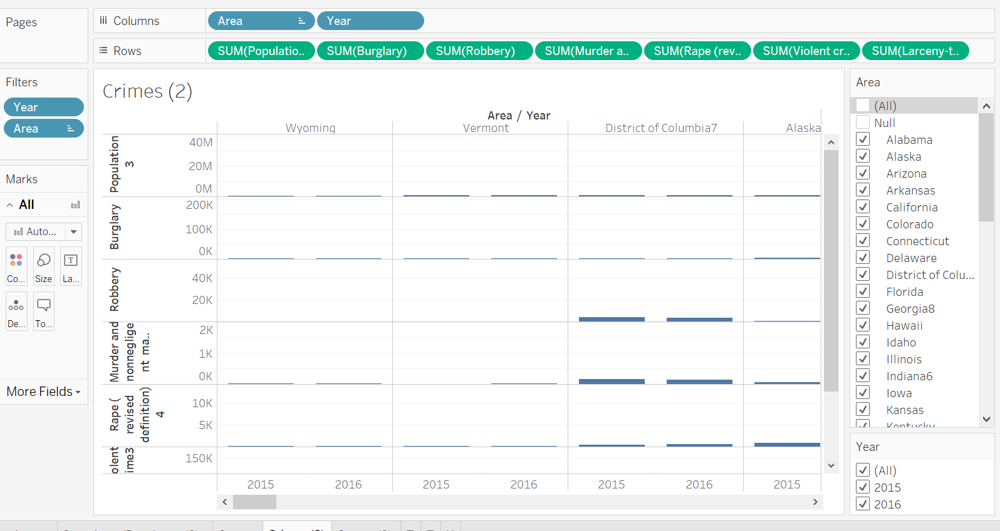 Pages
Columns
Area
Year
Rows
SUM(Populatio..
SUM(Burglary)
SUM(Robbery)
SUM(Murder a..
SUM(Rape (rev..
SUM(Violent cr..
SUM(Larceny-t..
Filters
Year
Area
Marks
All
Auto...
Co...
Size
La...
De...
To...
More Fields
Crimes (2)
Area / Year
Wyoming
Vermont
District of Columbia7
Alaska
Population
3
40M
20M
0M
Burglary
200K
100K
0K
Robbery
40K
20K
Murder and
nonneglige
nt ma..
2K
1K
0K
Rape (
revised
definition)
4
10K
5K
olent
ime3
150K
2015
2016
2015
2016
2015
2016
2015
Area
(All)
Null
Alabama
Alaska
Arizona
Arkansas
California
Colorado
Connecticut
Delaware
District of Colu...
Florida
Georgia8
Hawaii
Idaho
Illinois
Indiana6
Iowa
Kansas
Kentucky
Year
(All)
2015
2016